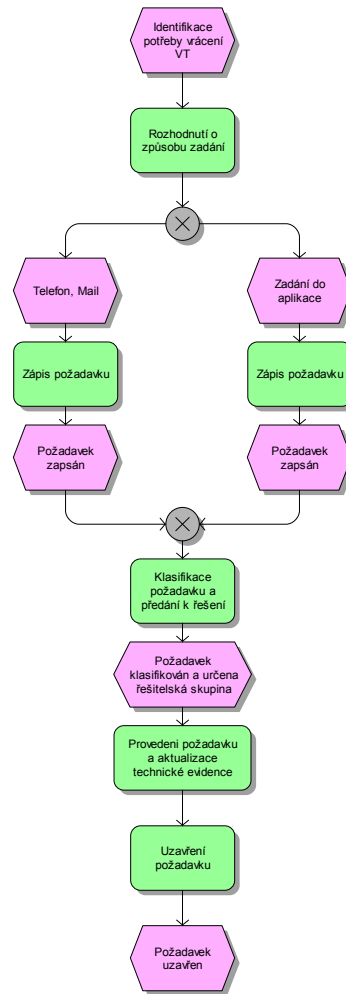 Identifikace
potřeby vrácení
VT
Rozhodnutí o
způsobu zadání
Telefon, Mail
Zadání do
aplikace
Zápis požadavku
Zápis požadavku
Požadavek
zapsán
Požadavek
zapsán
Klasifikace
požadavku a
předání k řešení
Požadavek
klasifikován a určena
řešitelská skupina
Provedeni požadavku
a aktualizace
technické evidence
Uzavření
požadavku
Požadavek
uzavřen